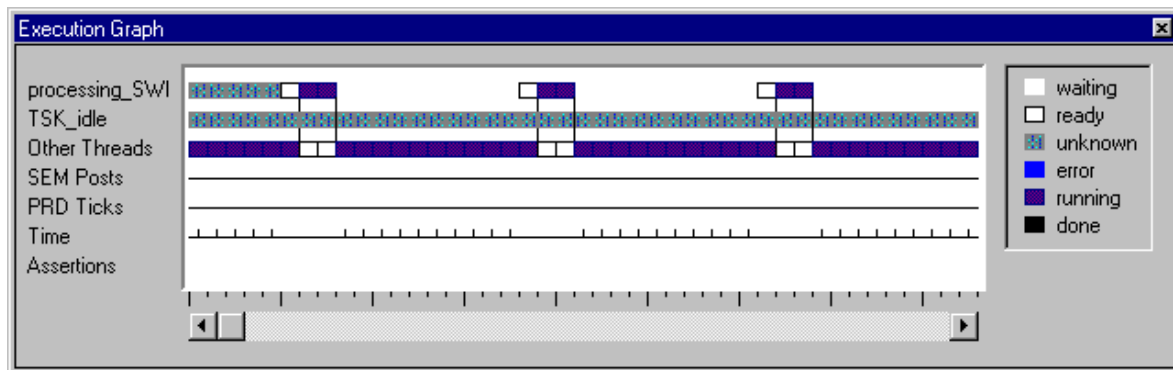 Execution Graph
processing_SWI
TSK_idle
Other Threads
SEM Posts
PRD Ticks
Time
Assertions
waiting
ready
unknown
error
running
done